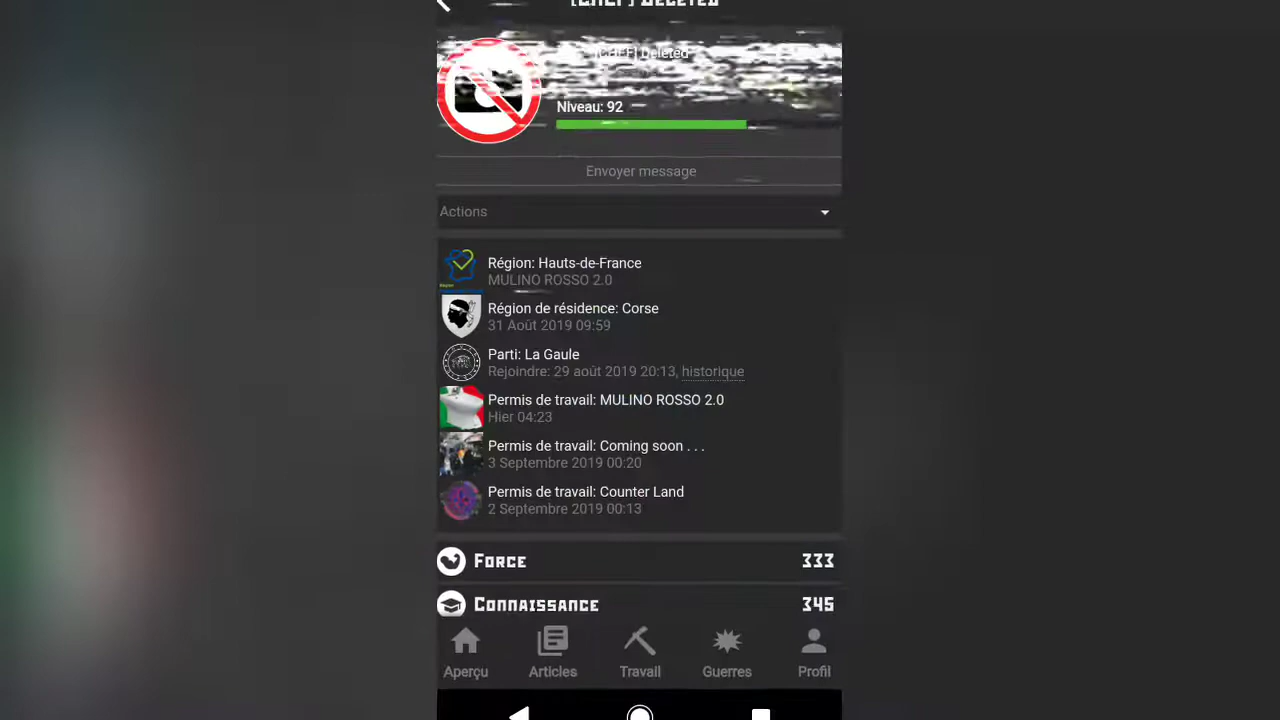 [CHEF] Deleted
[CHEF] Deleted
Niveau: 92
Envoyer message
Actions
Région: Hauts-de-France
MULINO ROSSO 2.0
Région de résidence: Corse
31 Août 2019 09:59
Parti: La Gaule
Rejoindre: 29 août 2019 20:13, historique
Permis de travail: MULINO ROSSO 2.0
Hier 04:23
Permis de travail: Coming soon . . .
3 Septembre 2019 00:20
Permis de travail: Counter Land
2 Septembre 2019 00:13
Force 333
Connaissance 345
Aperçu Articles Travail Guerres Profil